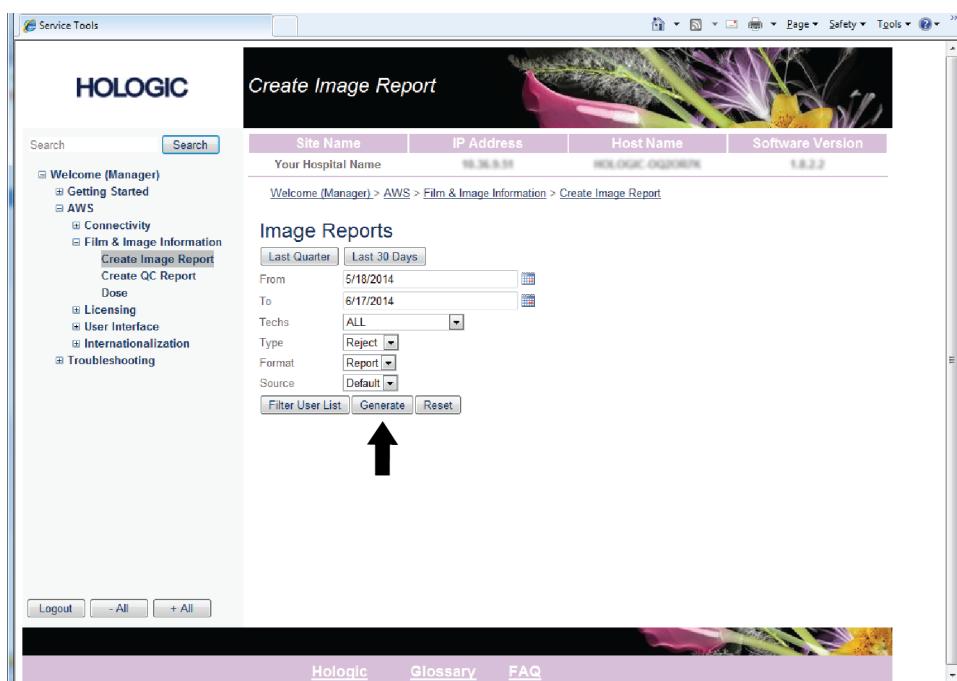 Service Tools
Page Safety Tools
HOLOGIC
Create Image Report
Search Search
Site Name IP Address Host Name Software Version
Your Hospital Name
Welcome (Manager) > AWS > Film & Image Information > Create Image Report
Welcome (Manager)
Getting Started
AWS
Connectivity
Film & Image Information
Create Image Report
Create QC Report
Dose
Licensing
User Interface
Internationalization
Troubleshooting
Image Reports
Last Quarter Last 30 Days
From 5/18/2014
To 6/17/2014
Techs ALL
Type Reject
Format Report
Source Default
Filter User List Generate Reset
Logout - All + All
Hologic Glossary FAQ